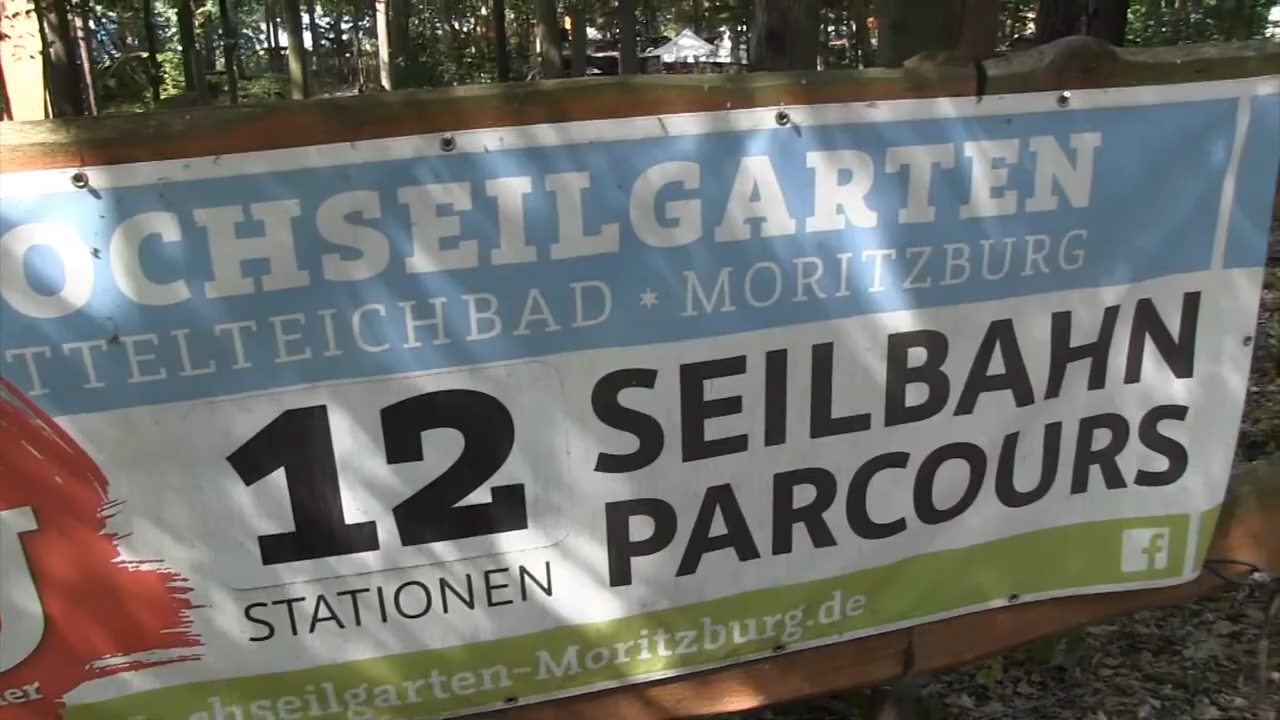 OCHSEILGARTEN
TTELTEICHBAD * MORITZBURG
12 SEILBAHN
PARCOURS
STATIONEN
chseilgarten-Moritzburg.de
f